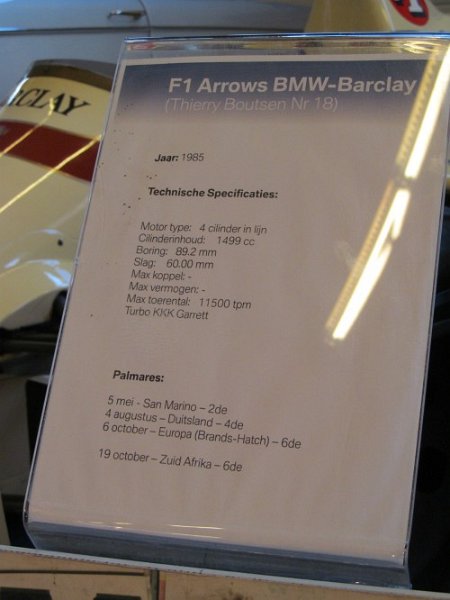 F1 Arrows BMW-Barclay
(Thierry Boutsen Nr 18)
CLAY
Jaar: 1985
Technische Specificaties:
Motor type: 4 cilinder in lijn
Cilinderinhoud: 1499 cc
Boring: 89.2 mm
Slag: 60.00 mm
Max koppel: -
Max vermogen: -
Max toerental: 11500 tpm
Turbo KKK Garrett
Palmares:
5 mei - San Marino – 2de
4 augustus – Duitsland – 4de
6 october – Europa (Brands-Hatch) – 6de
19 october – Zuid Afrika – 6de